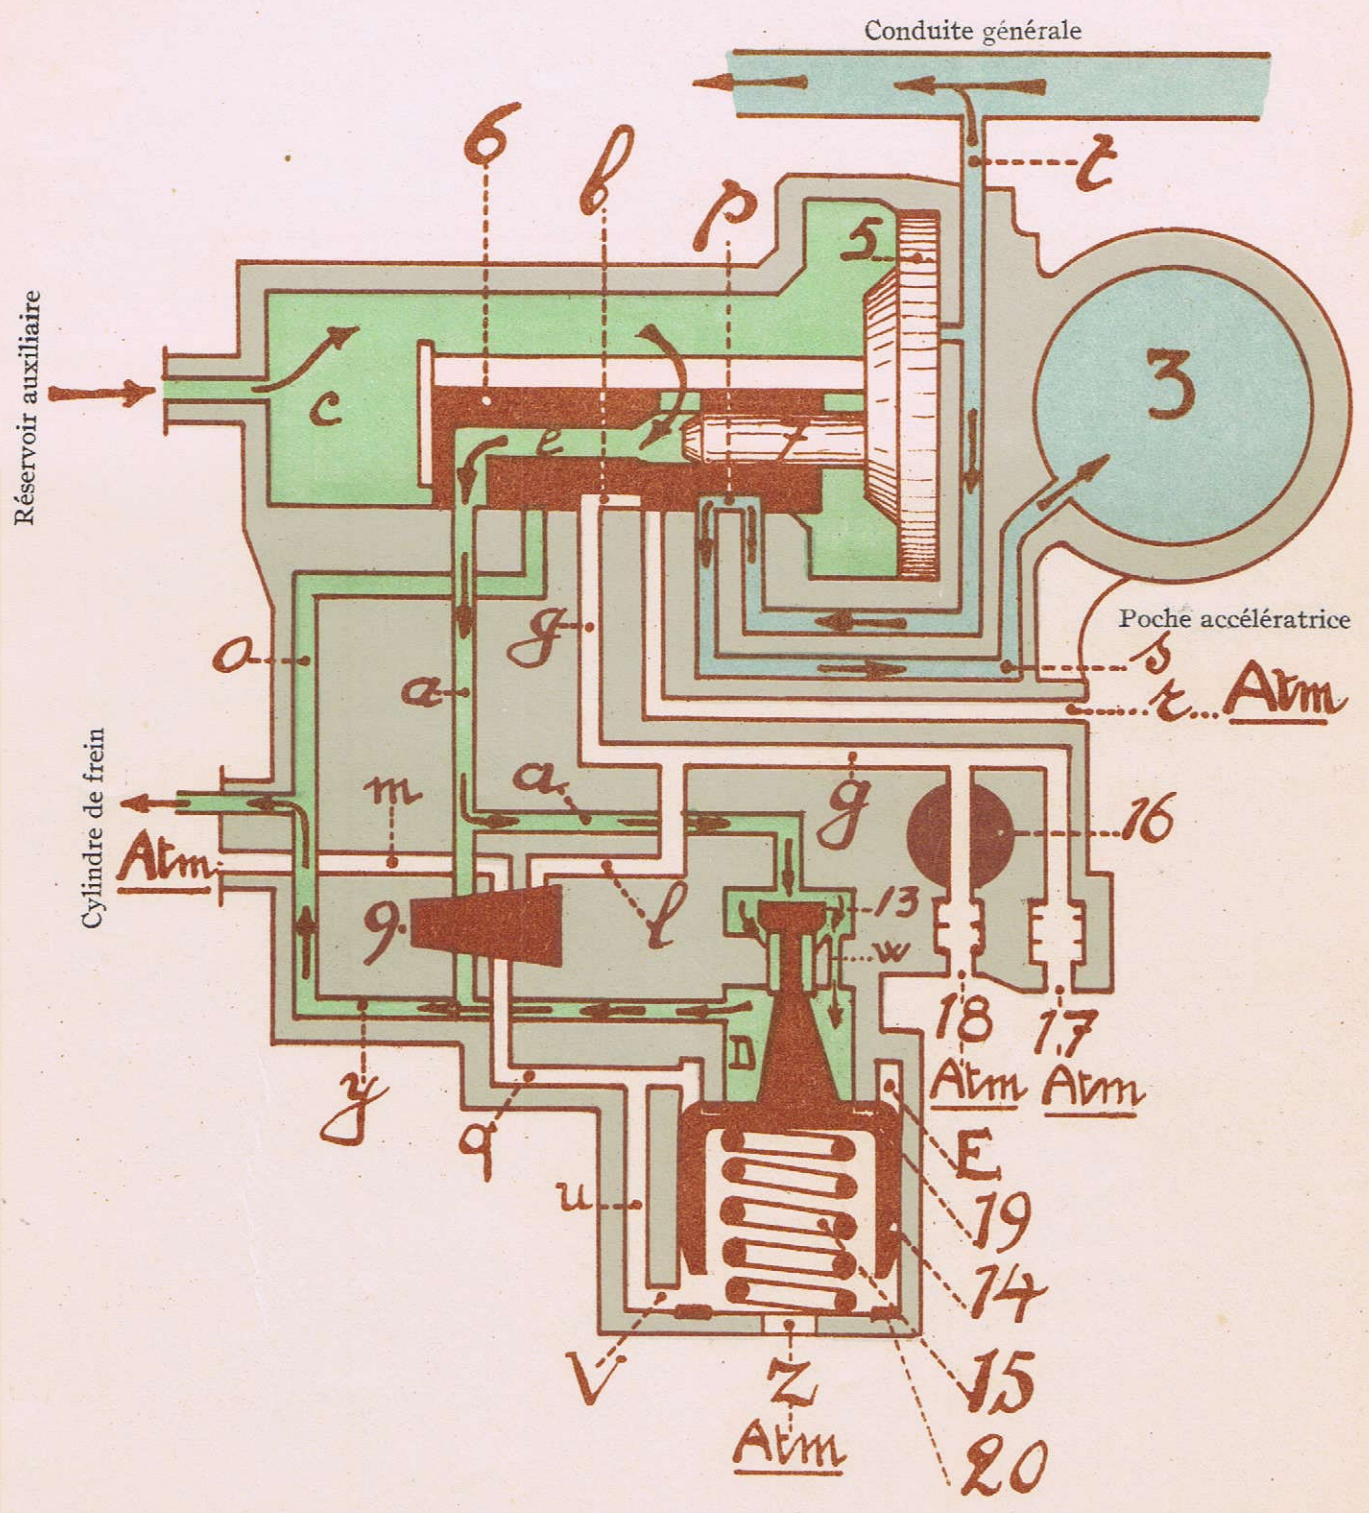 Conduite générale
6
b
p
t
5
3
Réservoir auxiliaire
c
e
7
Poche accélératrice
g
s
o
a
r... Atm
Cylindre de frein
m
a
g
16
Atm
9
l
13
w
18
17
D
Atm
Atm
y
q
E
u
19
14
V
Z
15
Atm
20